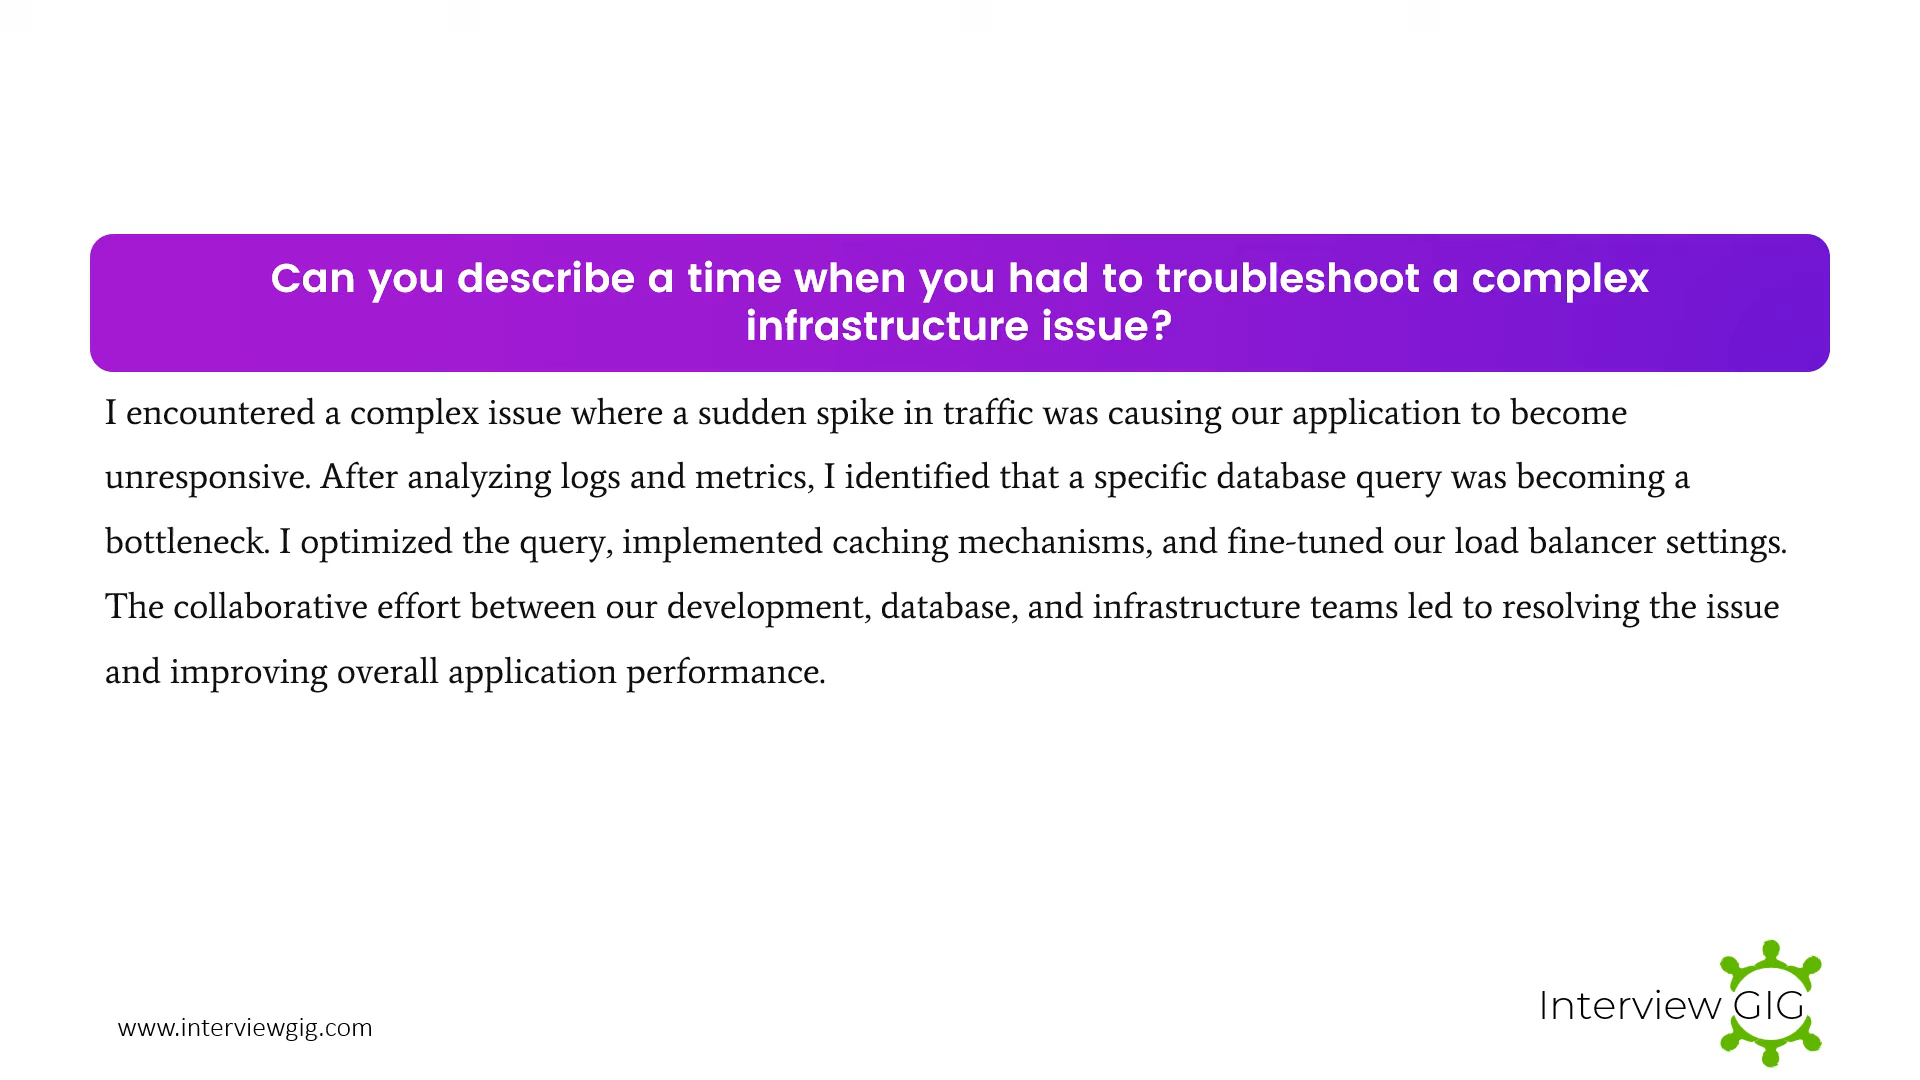 Can you describe a time when you had to troubleshoot a complex
infrastructure issue?
I encountered a complex issue where a sudden spike in traffic was causing our application to become
unresponsive. After analyzing logs and metrics, I identified that a specific database query was becoming a
bottleneck. I optimized the query, implemented caching mechanisms, and fine-tuned our load balancer settings.
The collaborative effort between our development, database, and infrastructure teams led to resolving the issue
and improving overall application performance.
Interview GIG
www.interviewgig.com